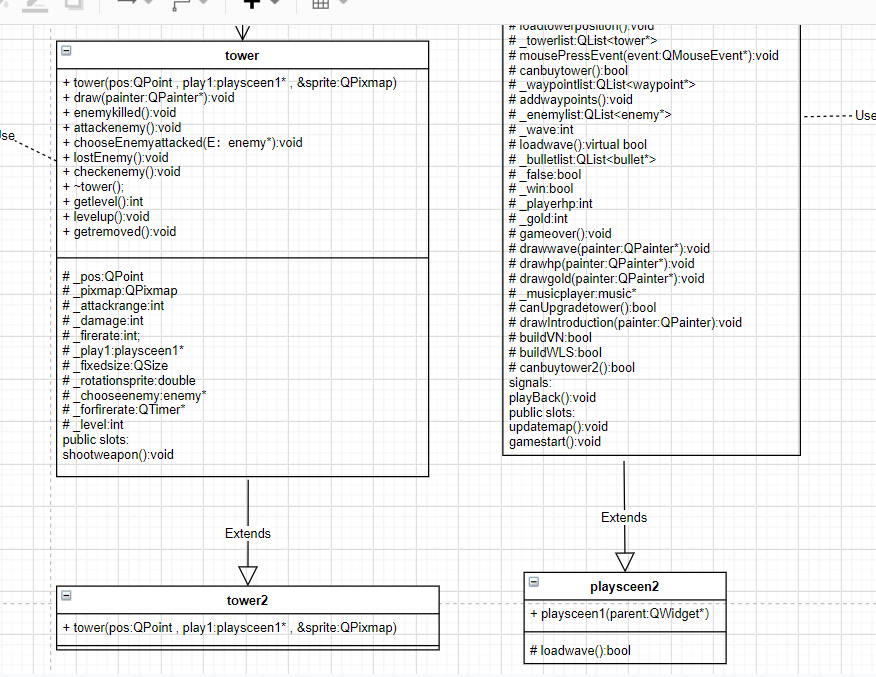 tower
+ tower(pos:QPoint , play1:playsceen1* , &sprite:QPixmap)
+ draw(painter:QPainter*):void
+ enemykilled():void
+ attackenemy():void
+ chooseEnemyattacked(E: enemy*):void
+ lostEnemy():void
+ checkenemy():void
+ ~tower();
+ getlevel():int
+ levelup():void
+ getremoved():void
# _pos:QPoint
# _pixmap:QPixmap
# _attackrange:int
# _damage:int
# _firerate:int;
# _play1:playsceen1*
# _fixedsize:QSize
# _rotationsprite:double
# _chooseenemy:enemy*
# _forfirerate:QTimer*
# _level:int
public slots:
shootweapon():void
Extends
tower2
+ tower(pos:QPoint , play1:playsceen1* , &sprite:QPixmap)
# loadtowerposition():void
# _towerlist:QList<tower*>
# mousePressEvent(event:QMouseEvent*):void
# canbuytower():bool
# _waypointlist:QList<waypoint*>
# addwaypoints():void
# _enemylist:QList<enemy*>
# _wave:int
# loadwave():virtual bool
# _bulletlist:QList<bullet*>
# _false:bool
# _win:bool
# _playerhp:int
# _gold:int
# gameover():void
# drawwave(painter:QPainter*):void
# drawhp(painter:QPainter*):void
# drawgold(painter:QPainter*):void
# _musicplayer:music*
# canUpgradetower():bool
# drawIntroduction(painter:QPainter):void
# buildVN:bool
# buildWLS:bool
# canbuytower2():bool
signals:
playBack():void
public slots:
updatemap():void
gamestart():void
Extends
playsceen2
+ playsceen1(parent:QWidget*)
# loadwave():bool
Use